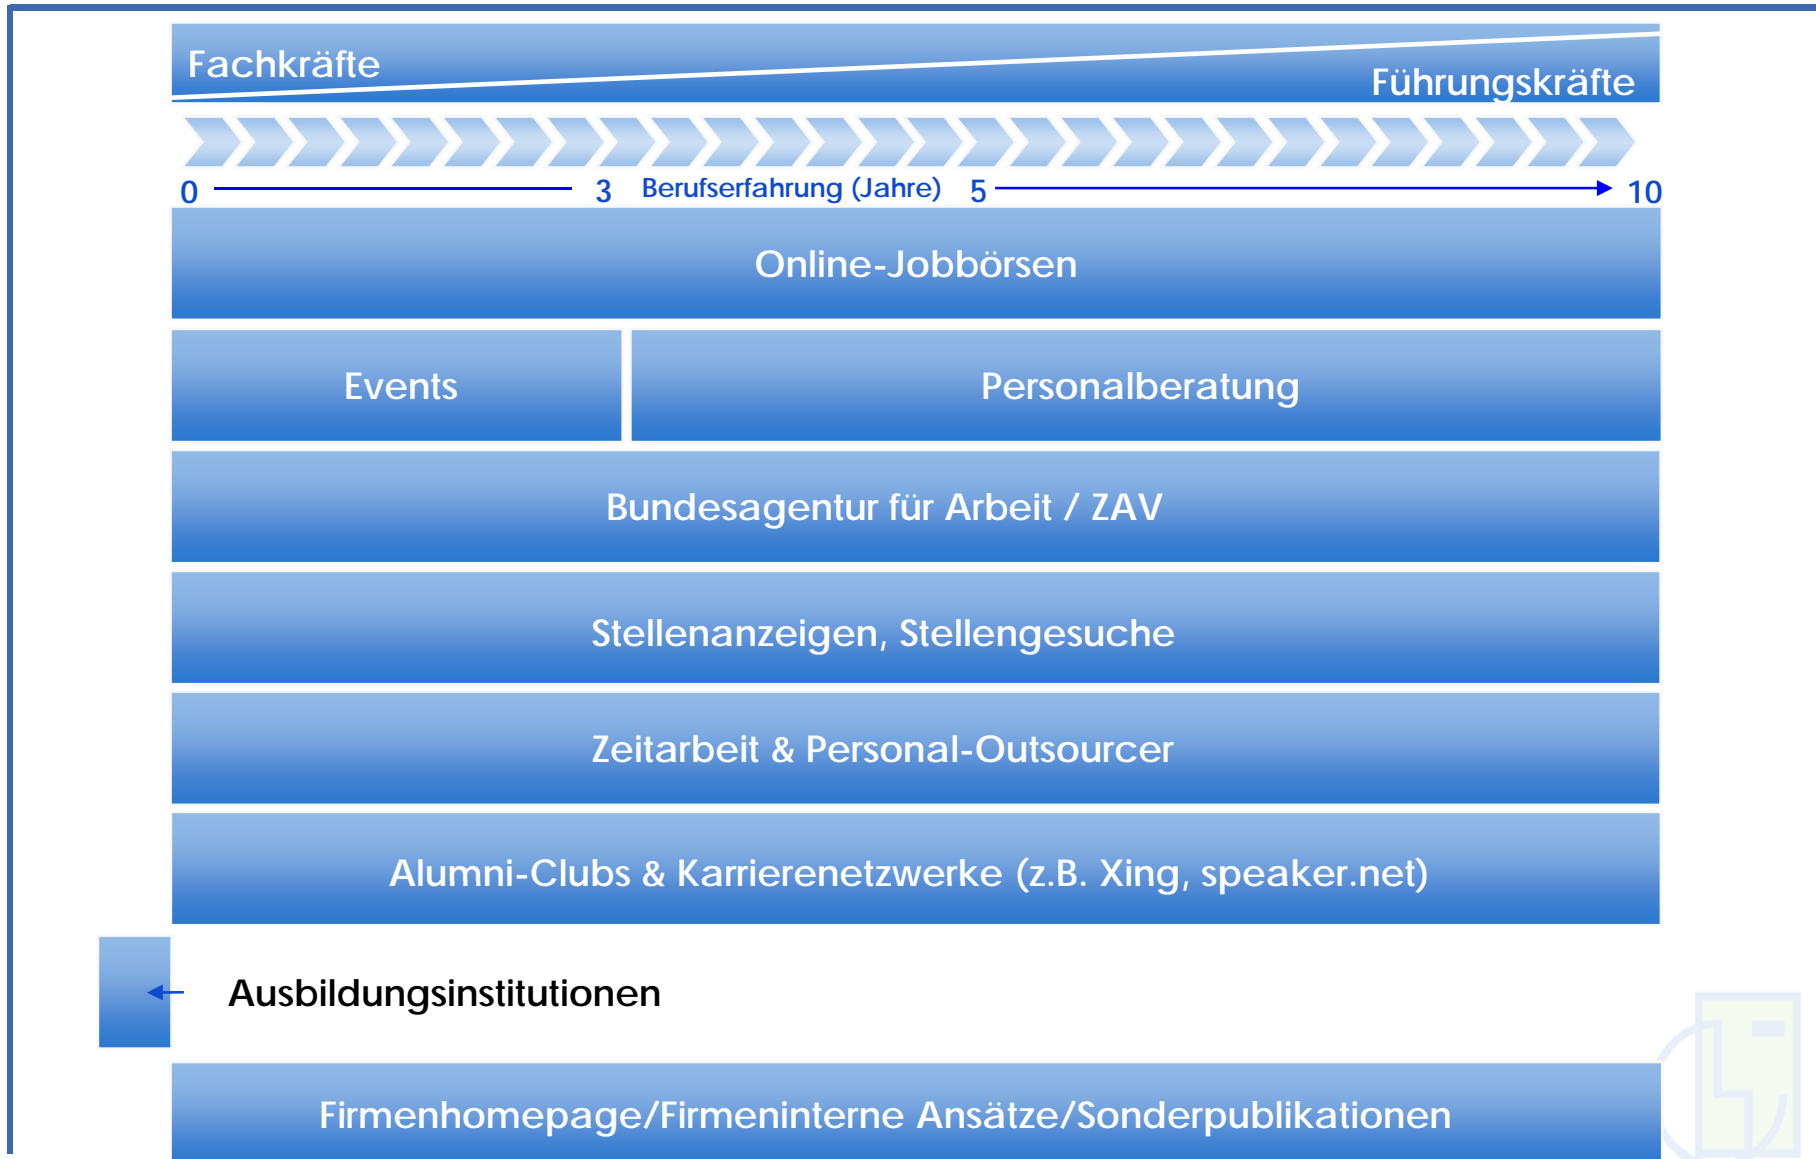 Fachkräfte
Führungskräfte
0 3 Berufserfahrung (Jahre) 5 10
Online-Jobbörsen
Events Personalberatung
Bundesagentur für Arbeit / ZAV
Stellenanzeigen, Stellengesuche
Zeitarbeit & Personal-Outsourcer
Alumni-Clubs & Karrierenetzwerke (z.B. Xing, speaker.net)
Ausbildungsinstitutionen
Firmenhomepage/Firmeninterne Ansätze/Sonderpublikationen